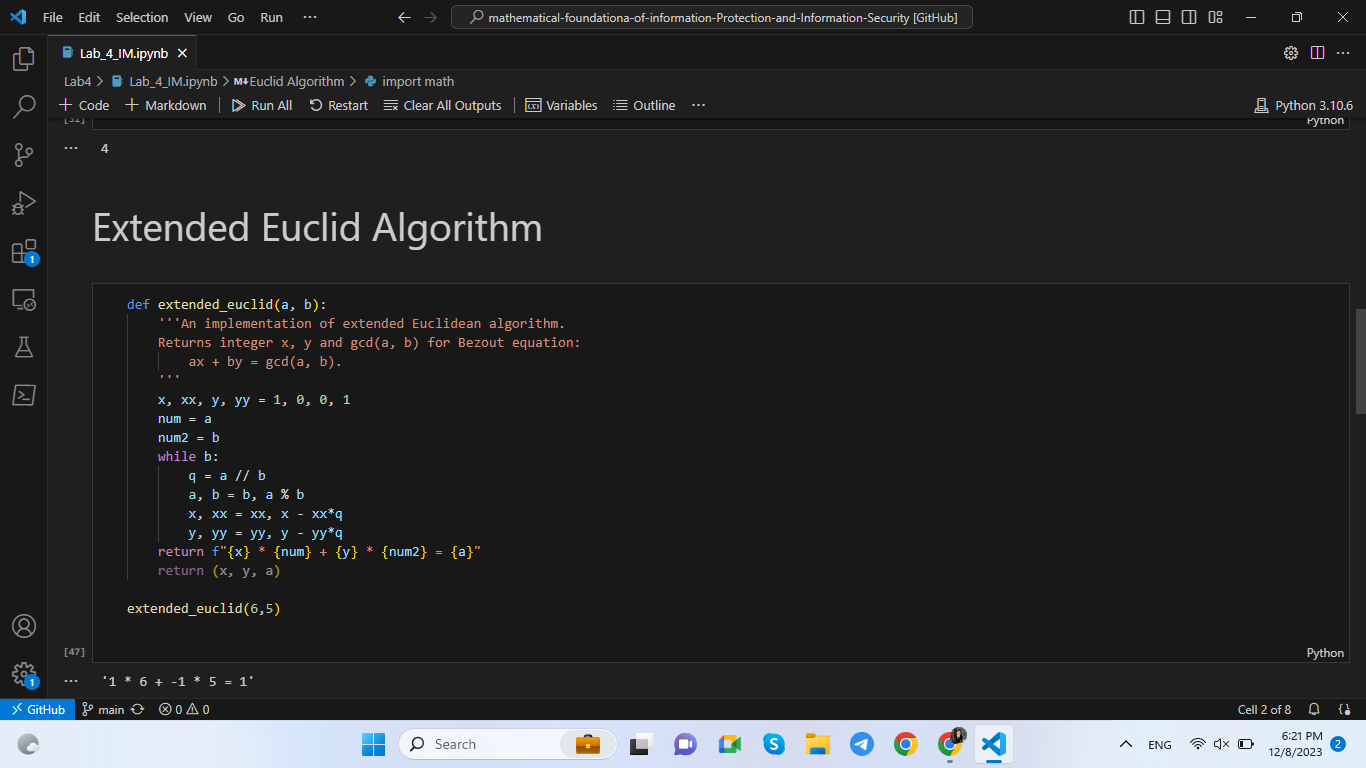 File Edit Selection View Go Run ···
mathematical-foundationa-of-information-Protection-and-Information-Security [GitHub]
Lab_4_IM.ipynb
Lab4 > Lab_4_IM.ipynb > M↓Euclid Algorithm > import math
+ Code + Markdown | Run All Restart Clear All Outputs | Variables Outline ··· Python 3.10.6
[31] Python
··· 4
Extended Euclid Algorithm
def extended_euclid(a, b):
'''An implementation of extended Euclidean algorithm.
Returns integer x, y and gcd(a, b) for Bezout equation:
ax + by = gcd(a, b).
'''
x, xx, y, yy = 1, 0, 0, 1
num = a
num2 = b
while b:
q = a // b
a, b = b, a % b
x, xx = xx, x - xx*q
y, yy = yy, y - yy*q
return f"{x} * {num} + {y} * {num2} = {a}"
return (x, y, a)
extended_euclid(6,5)
[47] Python
··· '1 * 6 + -1 * 5 = 1'
1
1
GitHub main 0 0 Cell 2 of 8
Search ENG 6:21 PM
12/8/2023 2